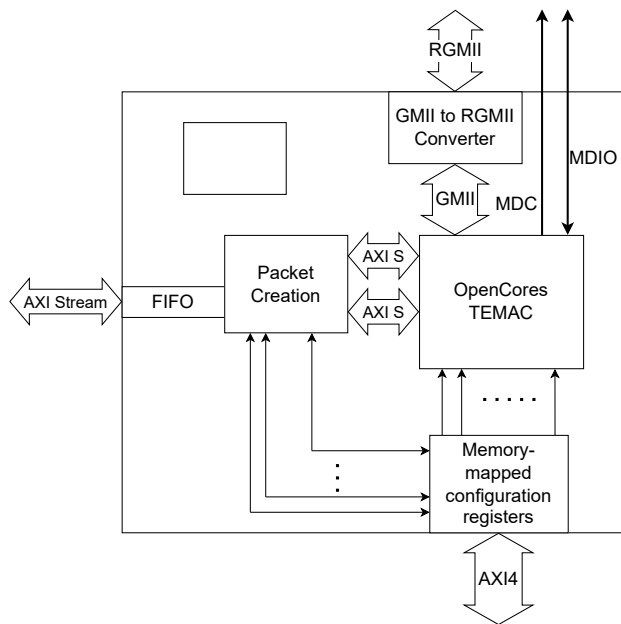 RGMII
GMII to RGMII
Converter
MDIO
GMII
MDC
AXI S
Packet
Creation
OpenCores
TEMAC
AXI Stream
FIFO
AXI S
Memory-
mapped
configuration
registers
AXI4